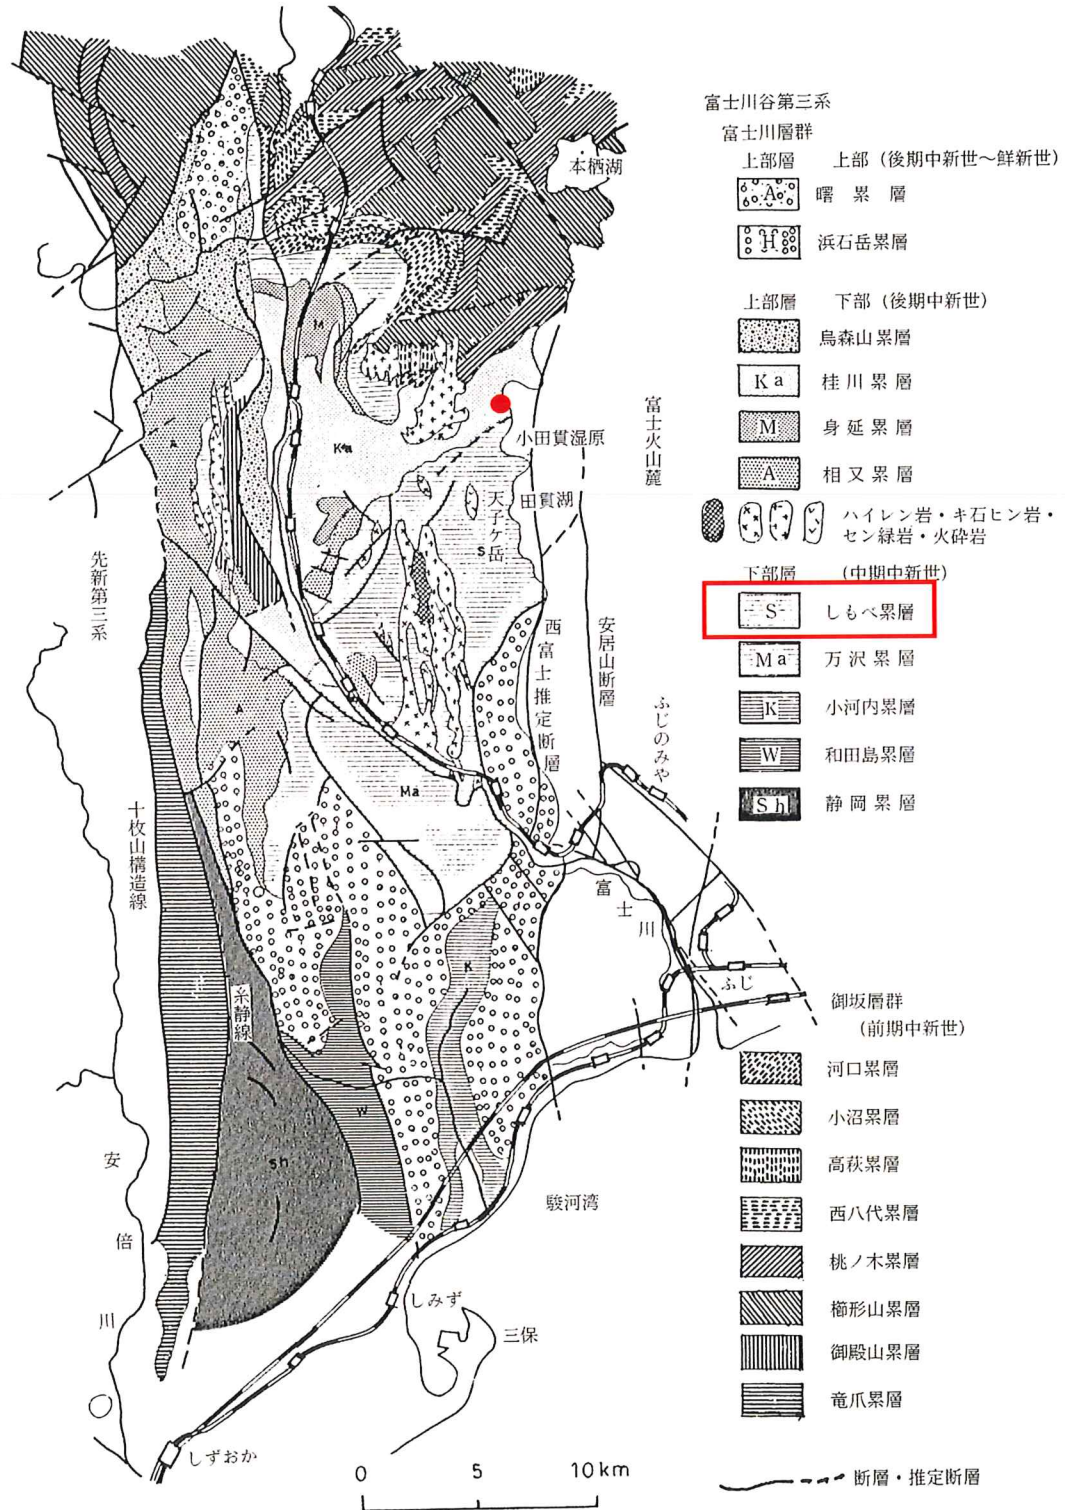 富士川谷第三系
富士川層群
上部層 上部（後期中新世～鮮新世）
A 曙累層
H 浜石岳累層
上部層 下部（後期中新世）
烏森山累層
Ka 桂川累層
M 身延累層
A 相又累層
ハイレン岩・キ石ヒン岩・
セン緑岩・火砕岩
下部層 （中期中新世）
S しもべ累層
Ma 万沢累層
K 小河内累層
W 和田島累層
Sh 静岡累層
御坂層群
（前期中新世）
河口累層
小沼累層
高萩累層
西八代累層
桃ノ木累層
櫛形山累層
御殿山累層
竜爪累層
断層・推定断層
本栖湖
M
A
Ka
小田貫湿原
富士火山麓
田貫湖
天子ケ岳
S
先新第三系
西富士推定断層
安居山断層
ふじのみや
A
Ma
十枚山構造線
富士川
K
ふじ
糸静線
W
Sh
安倍川
駿河湾
しみず
三保
しずおか
0 5 10km